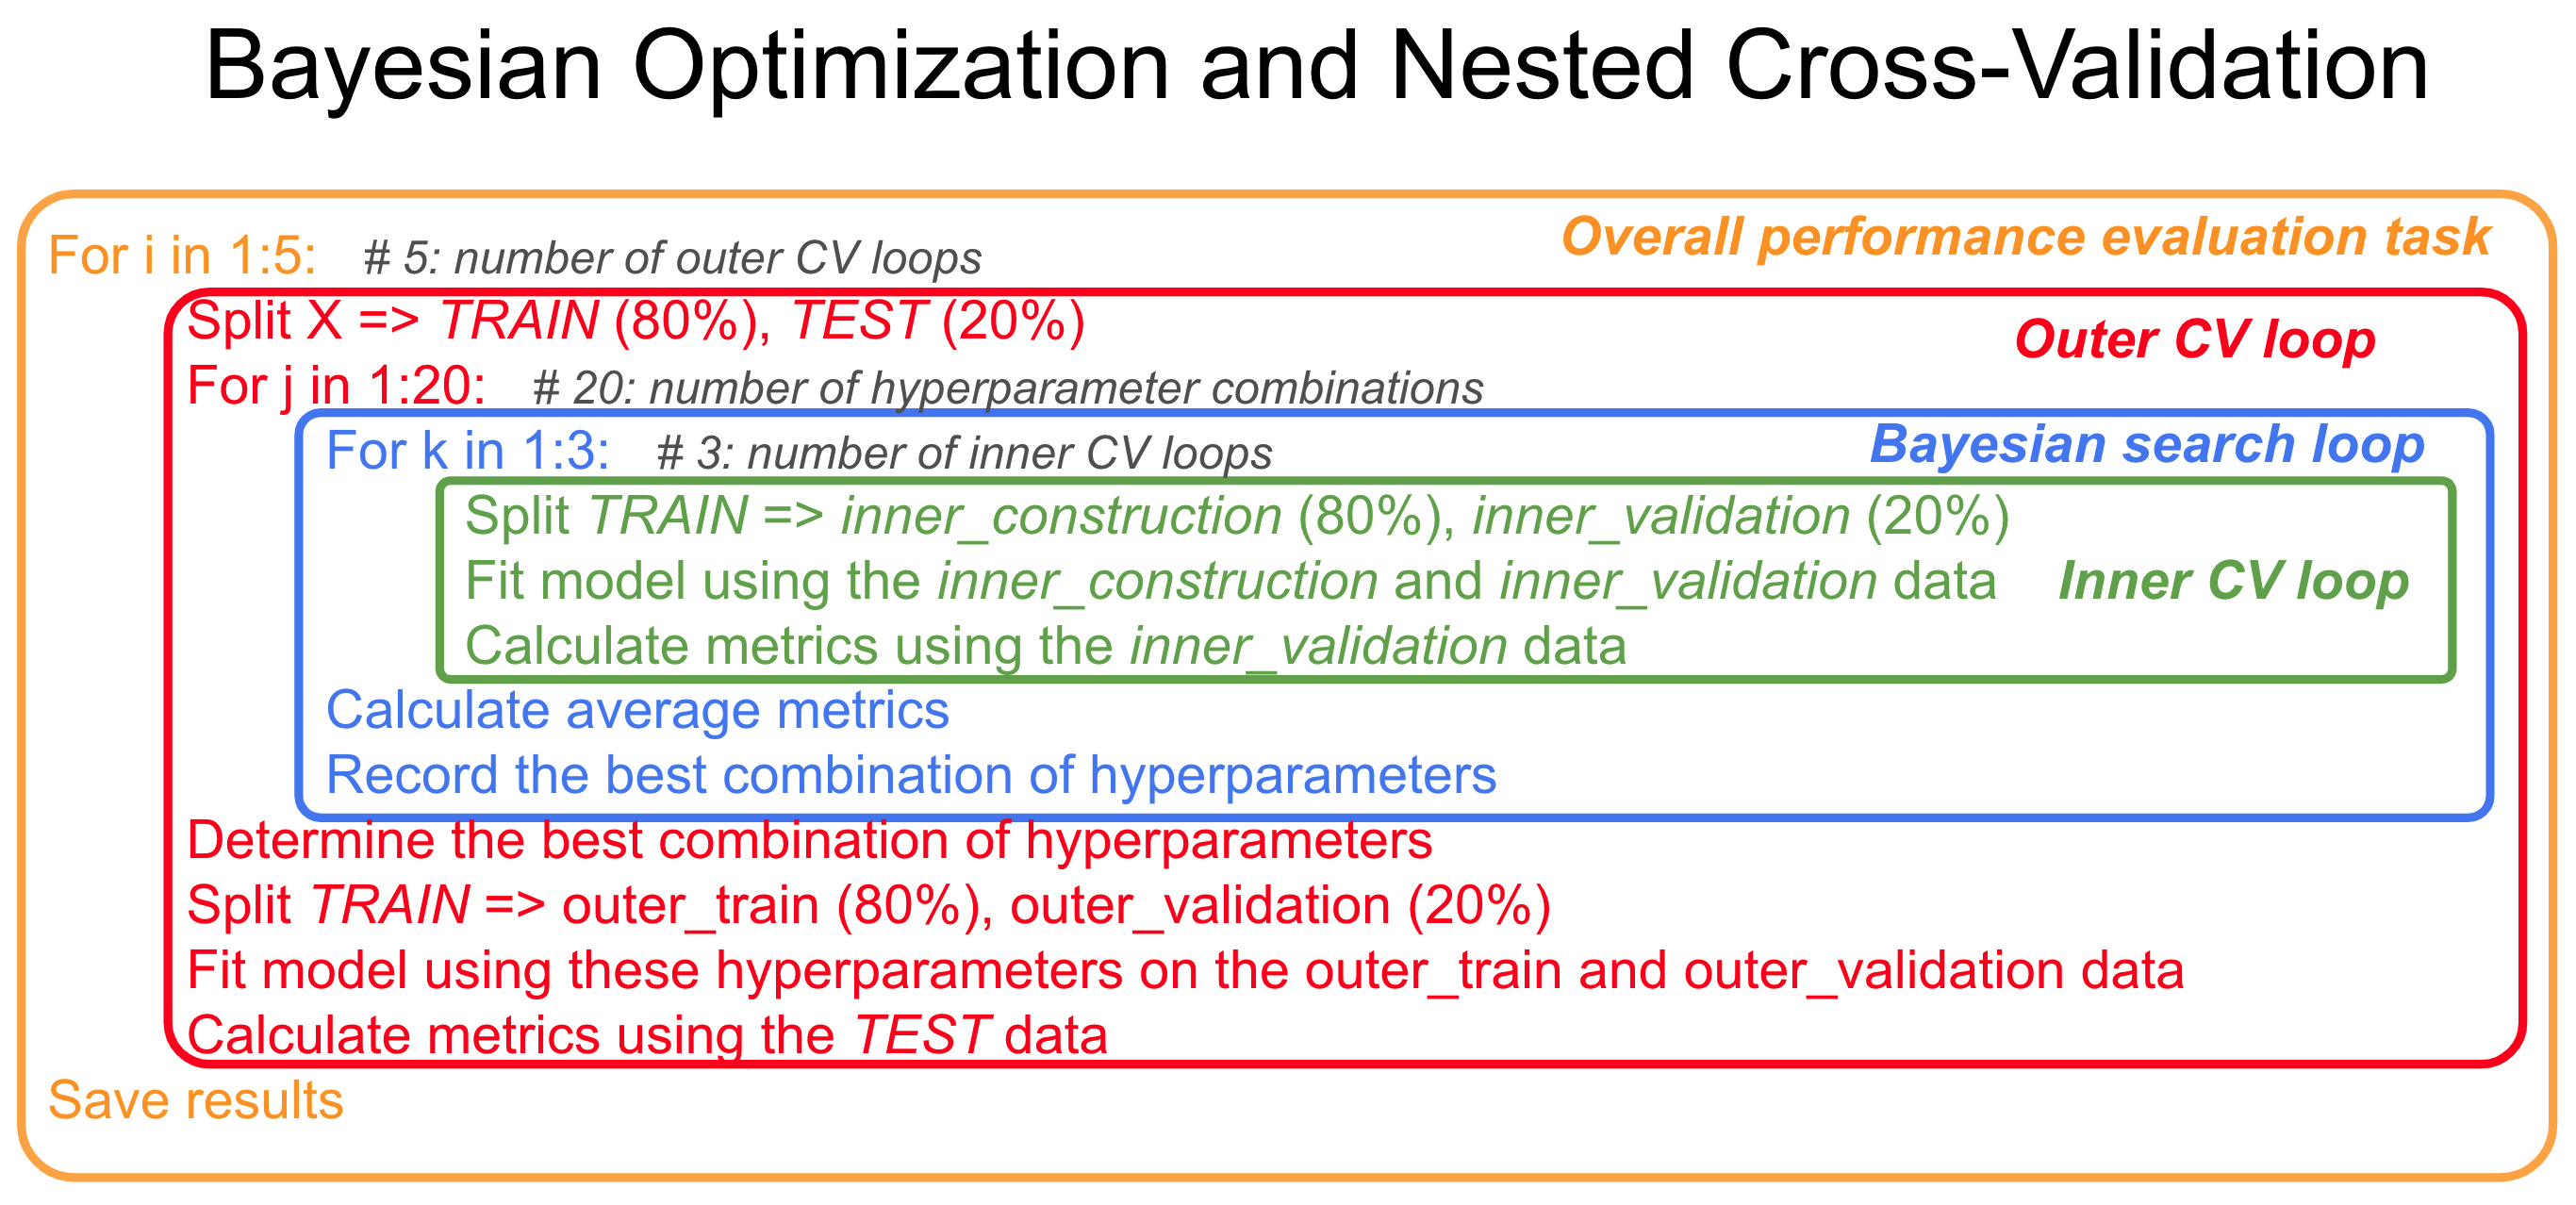 Bayesian Optimization and Nested Cross-Validation
Overall performance evaluation task
For i in 1:5: # 5: number of outer CV loops
Split X => TRAIN (80%), TEST (20%)
Outer CV loop
For j in 1:20: # 20: number of hyperparameter combinations
For k in 1:3: # 3: number of inner CV loops
Bayesian search loop
Split TRAIN => inner_construction (80%), inner_validation (20%)
Fit model using the inner_construction and inner_validation data
Inner CV loop
Calculate metrics using the inner_validation data
Calculate average metrics
Record the best combination of hyperparameters
Determine the best combination of hyperparameters
Split TRAIN => outer_train (80%), outer_validation (20%)
Fit model using these hyperparameters on the outer_train and outer_validation data
Calculate metrics using the TEST data
Save results